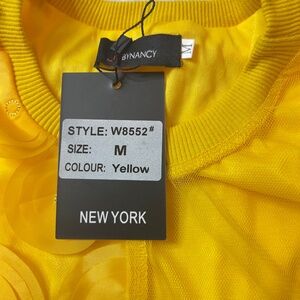 BYNANCY
M
STYLE: W8552#
SIZE: M
COLOUR: Yellow
NEW YORK